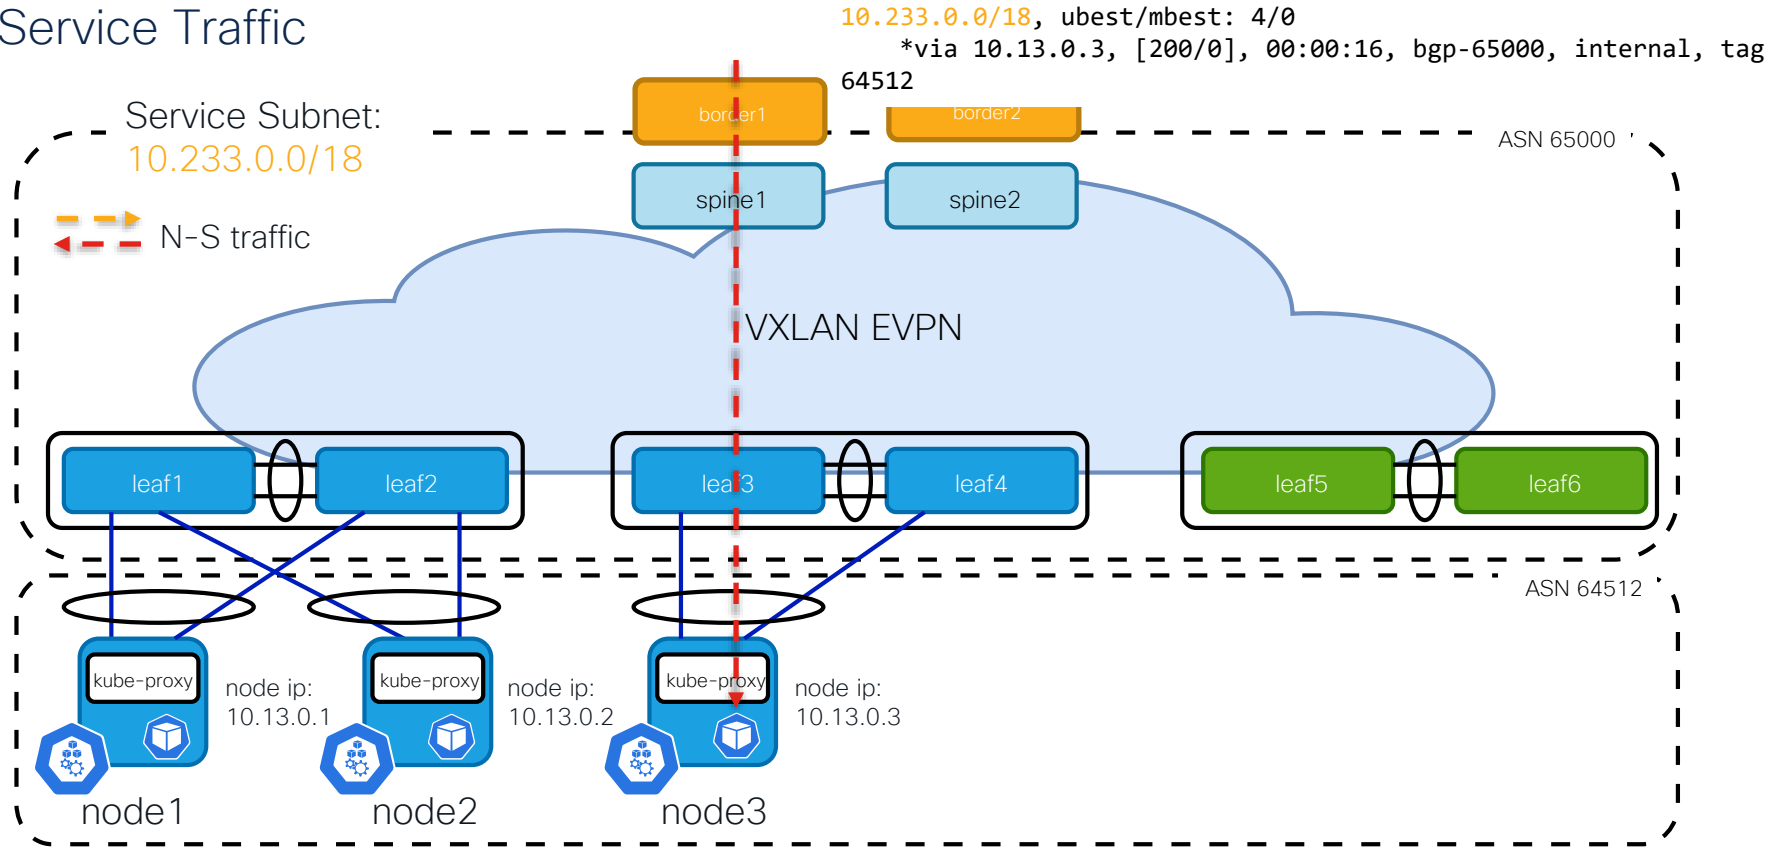 Service Traffic
10.233.0.0/18, ubest/mbest: 4/0
*via 10.13.0.3, [200/0], 00:00:16, bgp-65000, internal, tag
64512
Service Subnet:
10.233.0.0/18
border1
border2
ASN 65000
spine1
spine2
N-S traffic
VXLAN EVPN
leaf1
leaf2
leaf3
leaf4
leaf5
leaf6
ASN 64512
kube-proxy
node ip:
10.13.0.1
kube-proxy
node ip:
10.13.0.2
kube-proxy
node ip:
10.13.0.3
node1
node2
node3